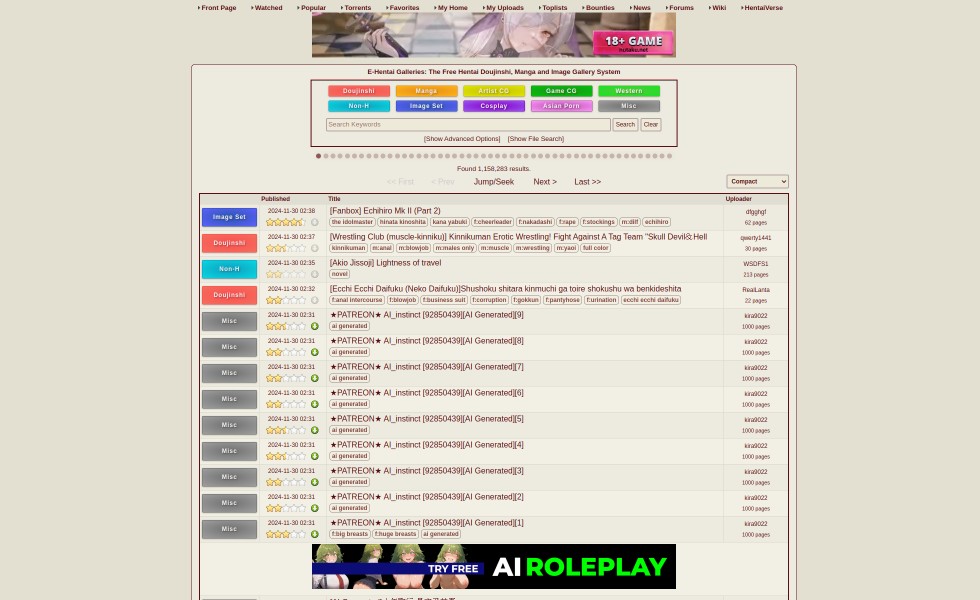 Front Page Watched Popular Torrents Favorites My Home My Uploads Toplists Bounties News Forums Wiki HentaiVerse
18+ GAME
nutaku.net
E-Hentai Galleries: The Free Hentai Doujinshi, Manga and Image Gallery System
Doujinshi Manga Artist CG Game CG Western
Non-H Image Set Cosplay Asian Porn Misc
Search Keywords Search Clear
[Show Advanced Options] [Show File Search]
Found 1,158,283 results.
<< First < Prev Jump/Seek Next > Last >> Compact
Published Title Uploader
Image Set 2024-11-30 02:38 [Fanbox] Echihiro Mk II (Part 2) dfgghgf
the idolmaster hinata kinoshita kana yabuki f:cheerleader f:nakadashi f:rape f:stockings m:dilf echihiro 62 pages
Doujinshi 2024-11-30 02:37 [Wrestling Club (muscle-kinniku)] Kinnikuman Erotic Wrestling! Fight Against A Tag Team "Skull Devil&Hell qwerty1441
kinnikuman m:anal m:blowjob m:males only m:muscle m:wrestling m:yaoi full color 30 pages
Non-H 2024-11-30 02:35 [Akio Jissoji] Lightness of travel WSDFS1
novel 213 pages
Doujinshi 2024-11-30 02:32 [Ecchi Ecchi Daifuku (Neko Daifuku)]Shushoku shitara kinmuchi ga toire shokushu wa benkideshita RealLanta
f:anal intercourse f:blowjob f:business suit f:corruption f:gokkun f:pantyhose f:urination ecchi ecchi daifuku 22 pages
Misc 2024-11-30 02:31 ★PATREON★ AI_instinct [92850439][AI Generated][9] kira9022
ai generated 1000 pages
Misc 2024-11-30 02:31 ★PATREON★ AI_instinct [92850439][AI Generated][8] kira9022
ai generated 1000 pages
Misc 2024-11-30 02:31 ★PATREON★ AI_instinct [92850439][AI Generated][7] kira9022
ai generated 1000 pages
Misc 2024-11-30 02:31 ★PATREON★ AI_instinct [92850439][AI Generated][6] kira9022
ai generated 1000 pages
Misc 2024-11-30 02:31 ★PATREON★ AI_instinct [92850439][AI Generated][5] kira9022
ai generated 1000 pages
Misc 2024-11-30 02:31 ★PATREON★ AI_instinct [92850439][AI Generated][4] kira9022
ai generated 1000 pages
Misc 2024-11-30 02:31 ★PATREON★ AI_instinct [92850439][AI Generated][3] kira9022
ai generated 1000 pages
Misc 2024-11-30 02:31 ★PATREON★ AI_instinct [92850439][AI Generated][2] kira9022
ai generated 1000 pages
Misc 2024-11-30 02:31 ★PATREON★ AI_instinct [92850439][AI Generated][1] kira9022
f:big breasts f:huge breasts ai generated 1000 pages
TRY FREE AI ROLEPLAY